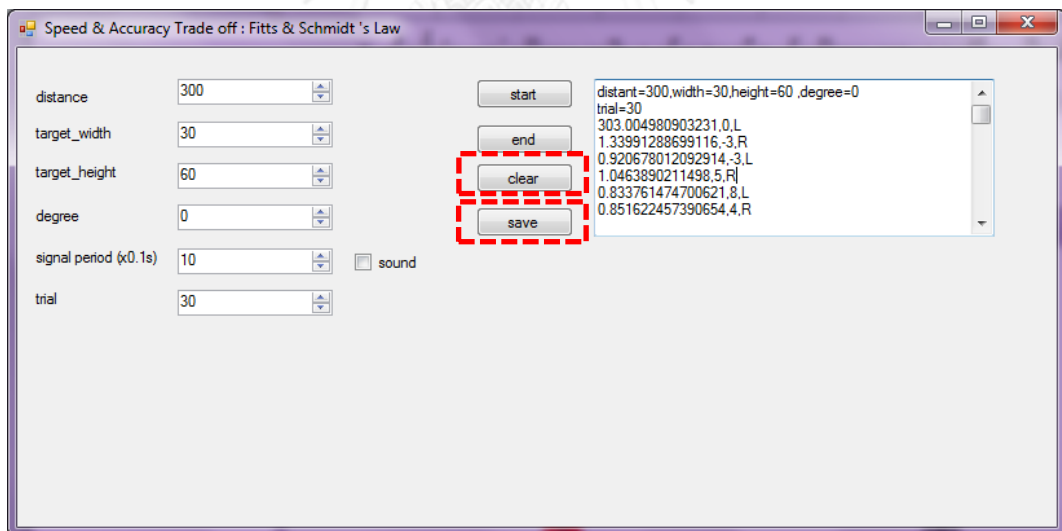 Speed & Accuracy Trade off : Fitts & Schmidt 's Law
distance
300
target_width
30
target_height
60
degree
0
signal period (x0.1s)
10
sound
trial
30
start
end
clear
save
distant=300,width=30,height=60 ,degree=0
trial=30
303.004980903231,0,L
1.33991288699116,-3,R
0.920678012092914,-3,L
1.0463890211498,5,R
0.833761474700621,8,L
0.851622457390654,4,R